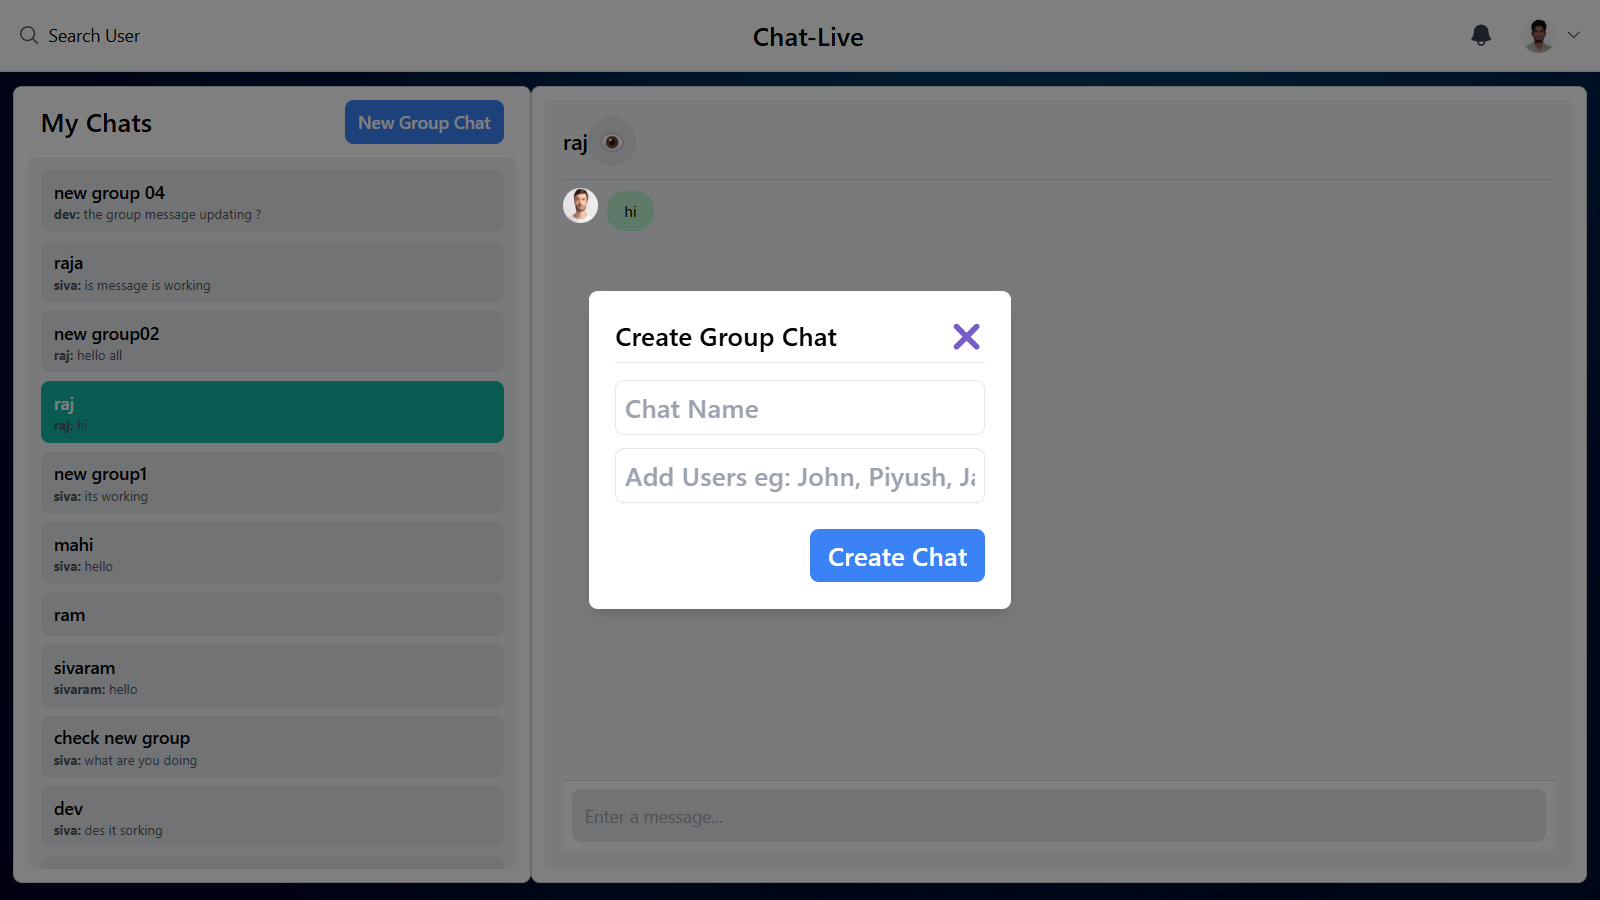 Search User
Chat-Live
My Chats
New Group Chat
new group 04
dev: the group message updating ?
raja
siva: is message is working
new group02
raj: hello all
raj
raj: hi
new group1
siva: its working
mahi
siva: hello
ram
sivaram
sivaram: hello
check new group
siva: what are you doing
dev
siva: des it sorking
raj
hi
Create Group Chat
Chat Name
Add Users eg: John, Piyush, Ja
Create Chat
Enter a message...